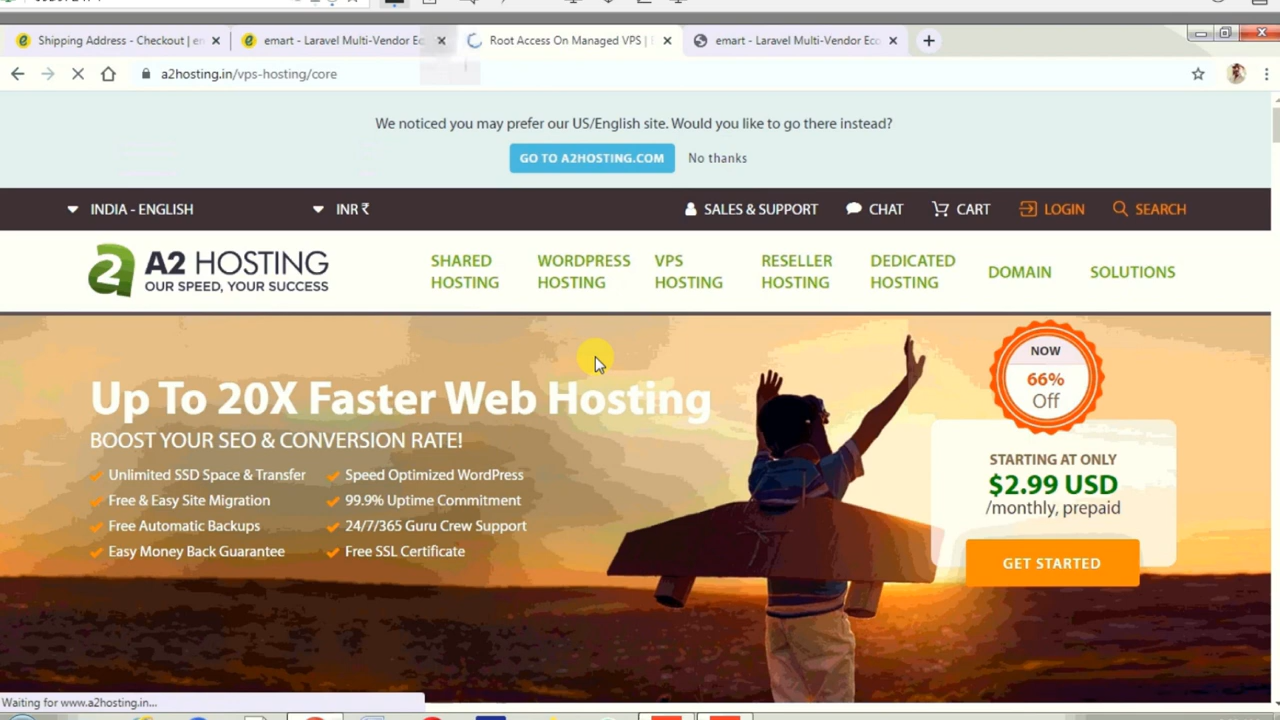 Shipping Address - Checkout | em
emart - Laravel Multi-Vendor Ec
Root Access On Managed VPS |
emart - Laravel Multi-Vendor Eco
a2hosting.in/vps-hosting/core
We noticed you may prefer our US/English site. Would you like to go there instead?
GO TO A2HOSTING.COM No thanks
INDIA - ENGLISH
INR ₹
SALES & SUPPORT
CHAT
CART
LOGIN
SEARCH
A2 HOSTING
OUR SPEED, YOUR SUCCESS
SHARED HOSTING
WORDPRESS HOSTING
VPS HOSTING
RESELLER HOSTING
DEDICATED HOSTING
DOMAIN
SOLUTIONS
Up To 20X Faster Web Hosting
BOOST YOUR SEO & CONVERSION RATE!
Unlimited SSD Space & Transfer
Free & Easy Site Migration
Free Automatic Backups
Easy Money Back Guarantee
Speed Optimized WordPress
99.9% Uptime Commitment
24/7/365 Guru Crew Support
Free SSL Certificate
NOW
66%
Off
STARTING AT ONLY
$2.99 USD
/monthly, prepaid
GET STARTED
Waiting for www.a2hosting.in...